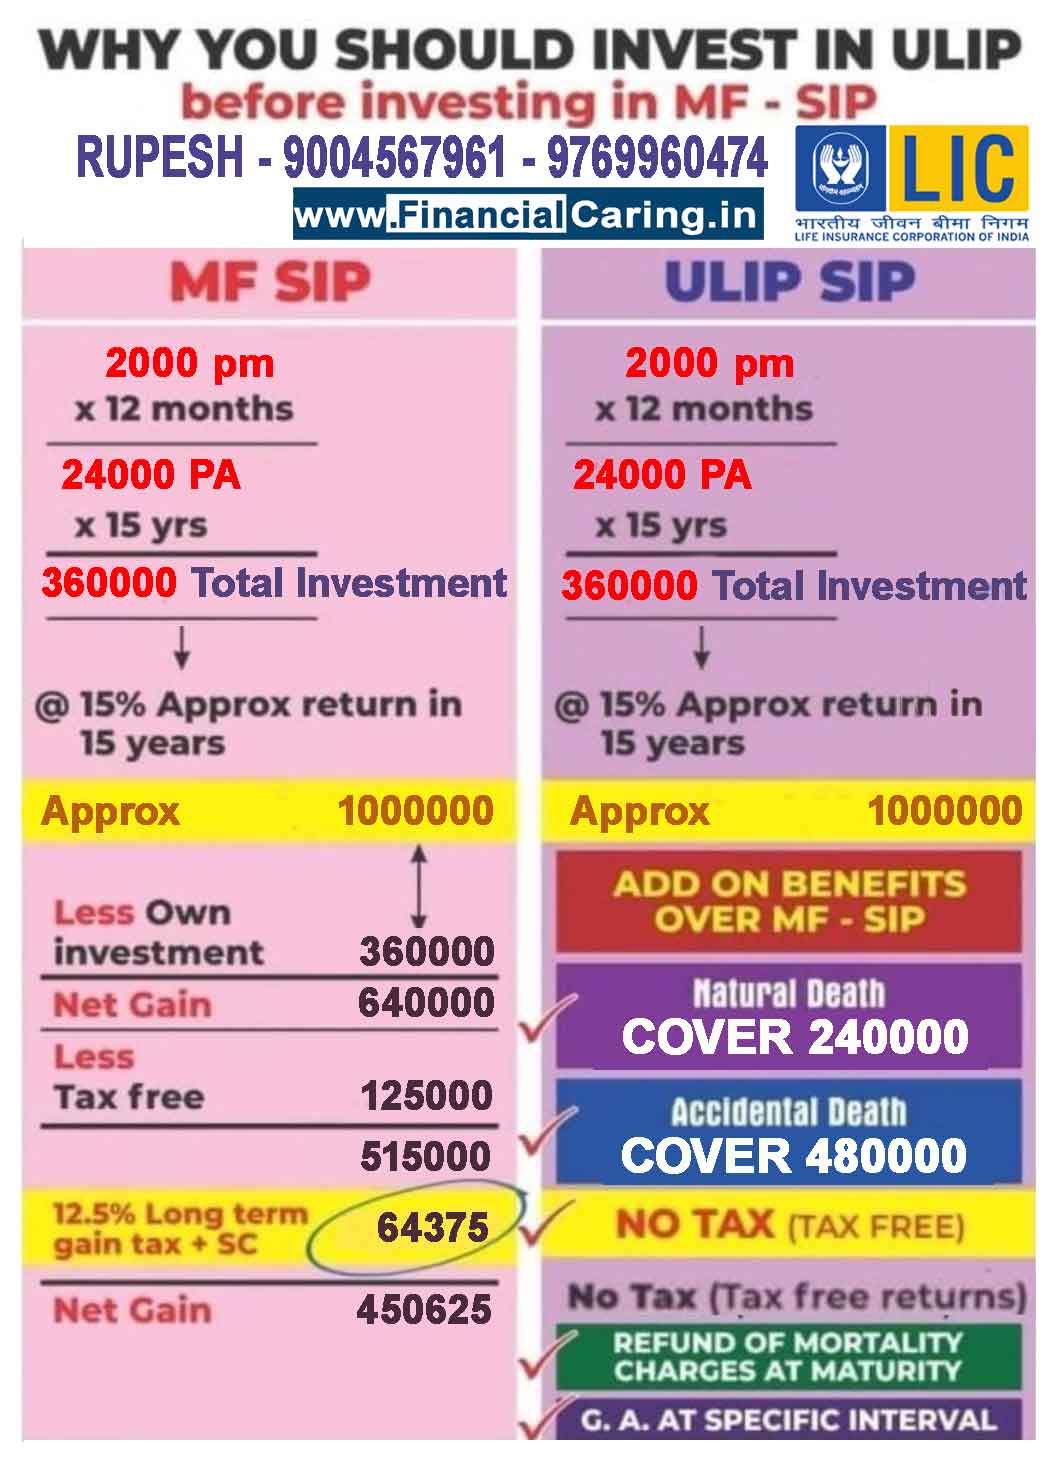 WHY YOU SHOULD INVEST IN ULIP
before investing in MF - SIP
RUPESH - 9004567961 - 9769960474
www.FinancialCaring.in
LIC
भारतीय जीवन बीमा निगम
LIFE INSURANCE CORPORATION OF INDIA
MF SIP
2000 pm
x 12 months
24000 PA
x 15 yrs
360000 Total Investment
@ 15% Approx return in
15 years
Approx 1000000
Less Own
investment 360000
Net Gain 640000
Less
Tax free 125000
515000
12.5% Long term
gain tax + SC 64375
Net Gain 450625
ULIP SIP
2000 pm
x 12 months
24000 PA
x 15 yrs
360000 Total Investment
@ 15% Approx return in
15 years
Approx 1000000
ADD ON BENEFITS
OVER MF - SIP
Natural Death
COVER 240000
Accidental Death
COVER 480000
NO TAX (TAX FREE)
No Tax (Tax free returns)
REFUND OF MORTALITY
CHARGES AT MATURITY
G. A. AT SPECIFIC INTERVAL